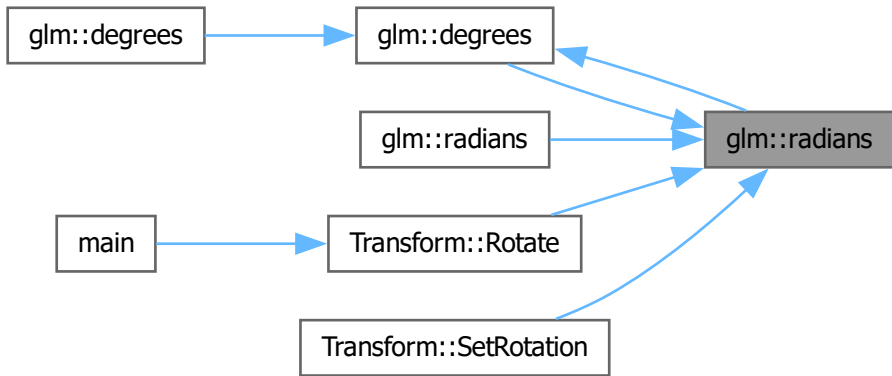 glm::degrees
glm::degrees
glm::radians
glm::radians
main
Transform::Rotate
Transform::SetRotation